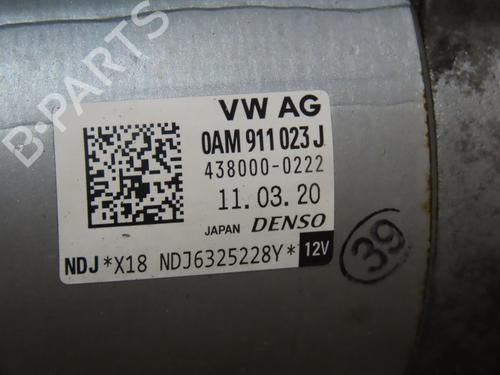 B-PARTS
VW AG
0AM 911 023 J
438000-0222
11.03.20
JAPAN DENSO
NDJ *X18 NDJ6325228Y* 12V
39